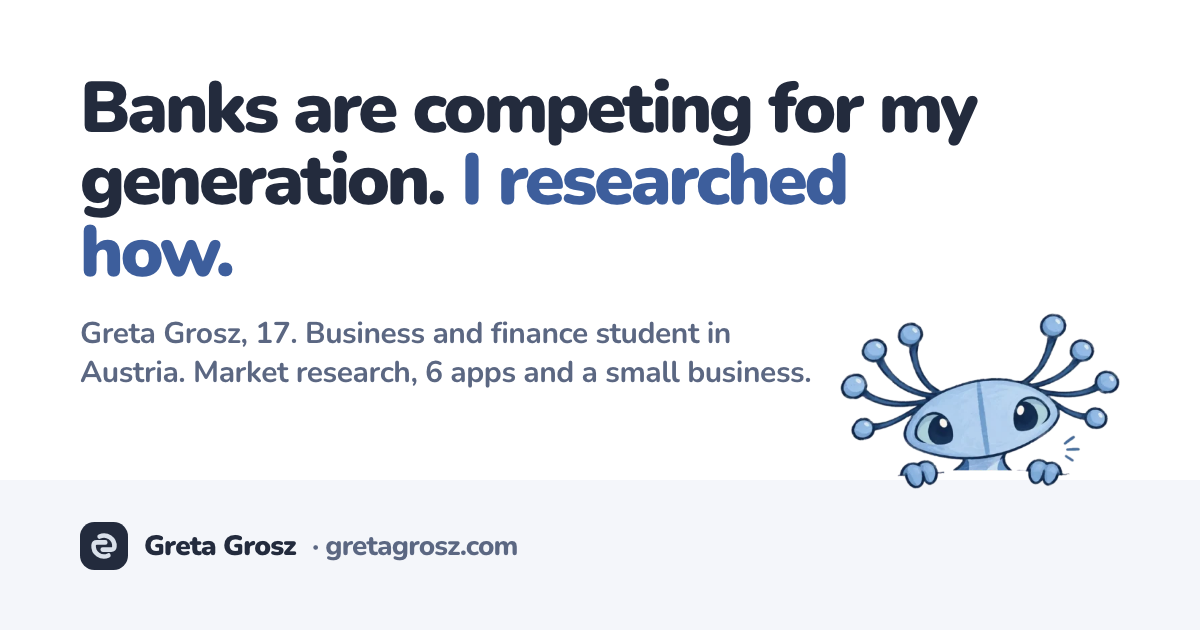 Banks are competing for my
generation. I researched
how.
Greta Grosz, 17. Business and finance student in
Austria. Market research, 6 apps and a small business.
Greta Grosz · gretagrosz.com